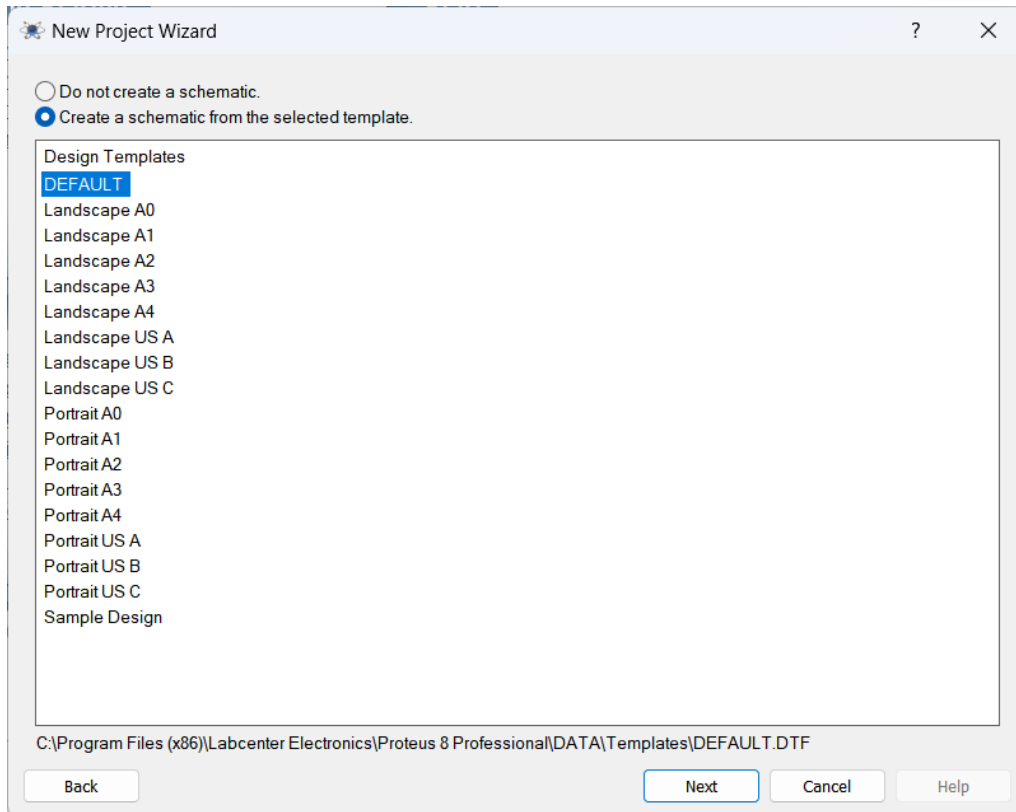 New Project Wizard
?
Do not create a schematic.
Create a schematic from the selected template.
Design Templates
DEFAULT
Landscape A0
Landscape A1
Landscape A2
Landscape A3
Landscape A4
Landscape US A
Landscape US B
Landscape US C
Portrait A0
Portrait A1
Portrait A2
Portrait A3
Portrait A4
Portrait US A
Portrait US B
Portrait US C
Sample Design
C:\Program Files (x86)\Labcenter Electronics\Proteus 8 Professional\DATA\Templates\DEFAULT.DTF
Back
Next
Cancel
Help